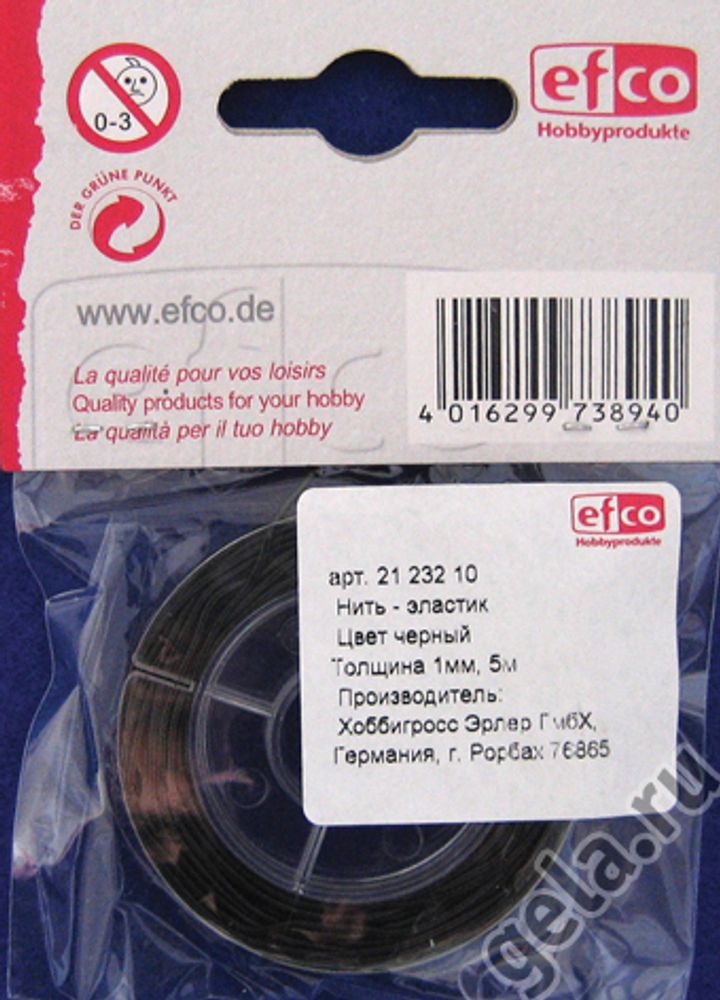 0-3
efco
Hobbyprodukte
DER GRÜNE PUNKT
www.efco.de
La qualité pour vos loisirs
Quality products for your hobby
La qualità per il tuo hobby
4 016299 738940
efco
Hobbyprodukte
арт. 21 232 10
Нить - эластик
Цвет черный
Толщина 1мм, 5м
Производитель:
Хоббигросс Эрлер ГмбХ,
Германия, г. Рорбах 76865
gela.ru